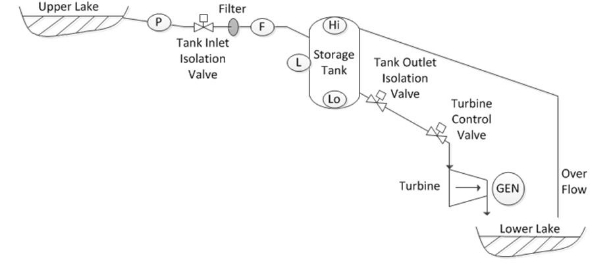 Upper Lake
Filter
P
F
Hi
Tank Inlet
Isolation
Valve
L
Storage
Tank
Lo
Tank Outlet
Isolation
Valve
Turbine
Control
Valve
Turbine
GEN
Over
Flow
Lower Lake